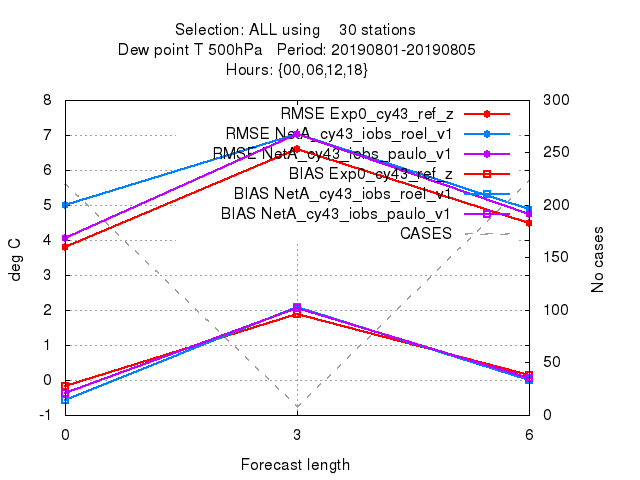 Selection: ALL using    30 stations
Dew point T 500hPa   Period: 20190801-20190805
Hours: {00,06,12,18}
RMSE Exp0_cy43_ref_z
RMSE NetA_cy43_iobs_roel_v1
RMSE NetA_cy43_iobs_paulo_v1
BIAS Exp0_cy43_ref_z
BIAS NetA_cy43_iobs_roel_v1
BIAS NetA_cy43_iobs_paulo_v1
CASES
deg C
8
7
6
5
4
3
2
1
0
-1
300
250
200
150
100
50
0
No cases
0 3 6
Forecast length